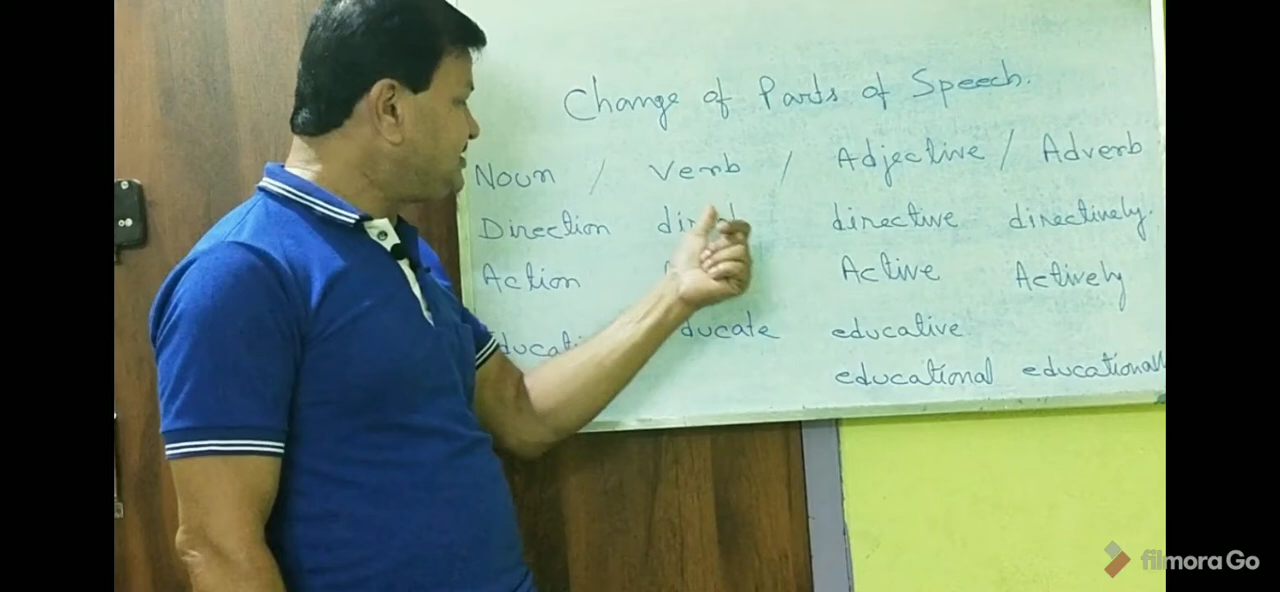 Change of Parts of Speech.
Noun / Verb / Adjective / Adverb
Direction directive directively.
Action Active Actively
educative
educational
filmora Go